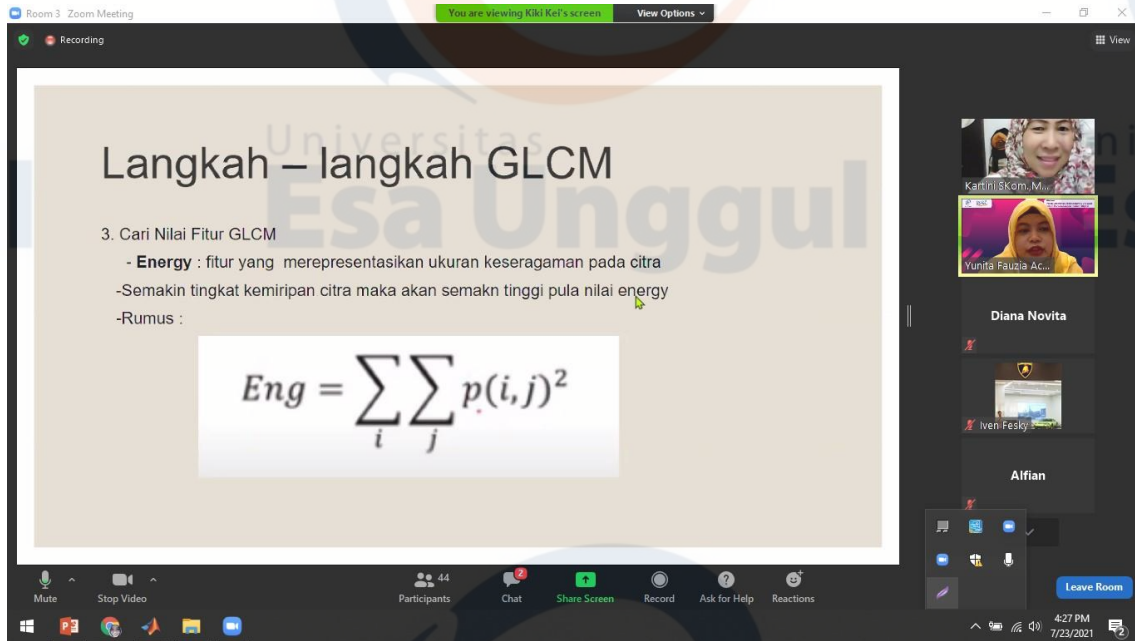 Room 3 Zoom Meeting
You are viewing Kiki Kei's screen
View Options
Recording
View
Universitas
Esa Unggul
Langkah – langkah GLCM
3. Cari Nilai Fitur GLCM
- Energy : fitur yang merepresentasikan ukuran keseragaman pada citra
-Semakin tingkat kemiripan citra maka akan semakn tinggi pula nilai energy
-Rumus :
Eng = ∑i ∑j p(i,j)²
Kartini SKom. M...
Yunita Fauzia Ac...
Diana Novita
Iven Fesky
Alfian
Mute
Stop Video
44
Participants
2
Chat
Share Screen
Record
Ask for Help
Reactions
Leave Room
4:27 PM
7/23/2021
2